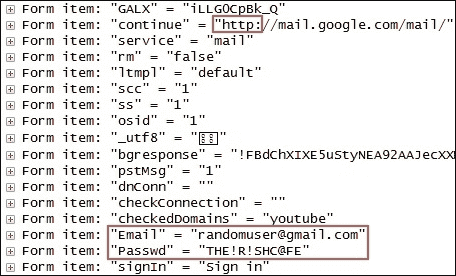 Form item: "GALX" = "iLLGOCpBk_Q"
Form item: "continue" = "http://mail.google.com/mail/"
Form item: "service" = "mail"
Form item: "rm" = "false"
Form item: "ltmpl" = "default"
Form item: "scc" = "1"
Form item: "ss" = "1"
Form item: "osid" = "1"
Form item: "_utf8" = "▯▯"
Form item: "bgresponse" = "!FBdChXIXE5uStyNEA92AAJecXX
Form item: "pstMsg" = "1"
Form item: "dnConn" = ""
Form item: "checkConnection" = ""
Form item: "checkedDomains" = "youtube"
Form item: "Email" = "randomuser@gmail.com"
Form item: "Passwd" = "THE!R!SHC@FE"
Form item: "signIn" = "Sign in"